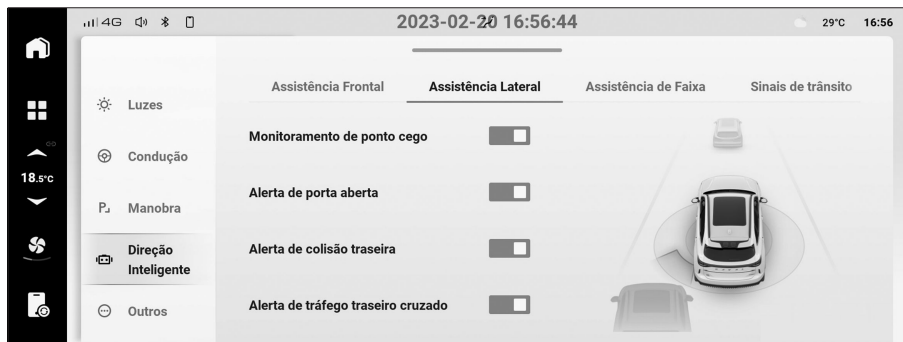 4G
2023-02-20 16:56:44
29°C 16:56
Assistência Frontal Assistência Lateral Assistência de Faixa Sinais de trânsito
Luzes
Monitoramento de ponto cego
Condução
18.5°C
Alerta de porta aberta
Manobra
Direção
Inteligente
Alerta de colisão traseira
Outros
Alerta de tráfego traseiro cruzado